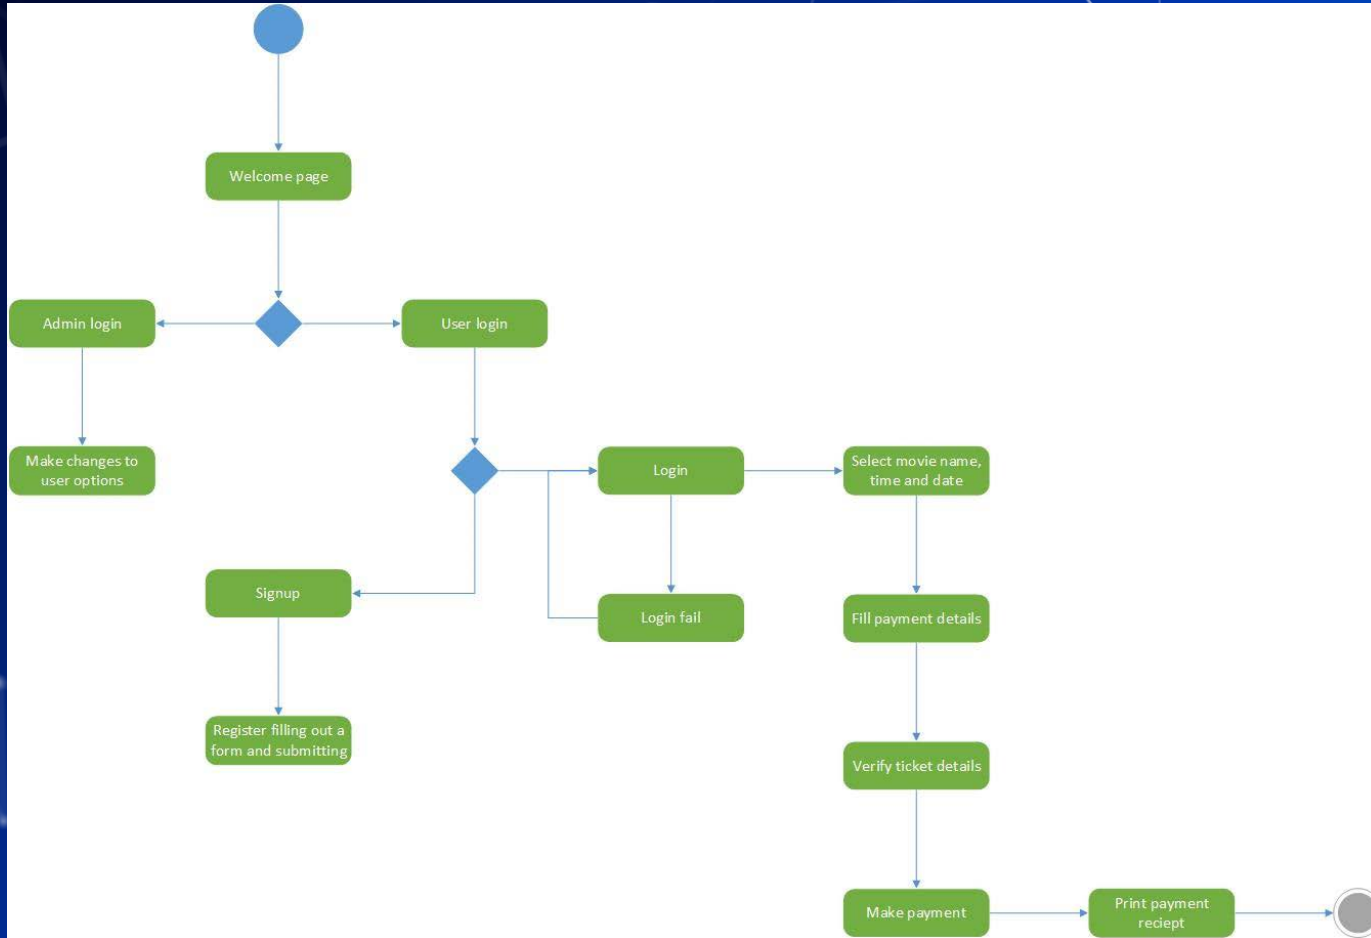 Welcome page
Admin login
User login
Make changes to
user options
Login
Select movie name,
time and date
Signup
Login fail
Fill payment details
Register filling out a
form and submitting
Verify ticket details
Make payment
Print payment
reciept